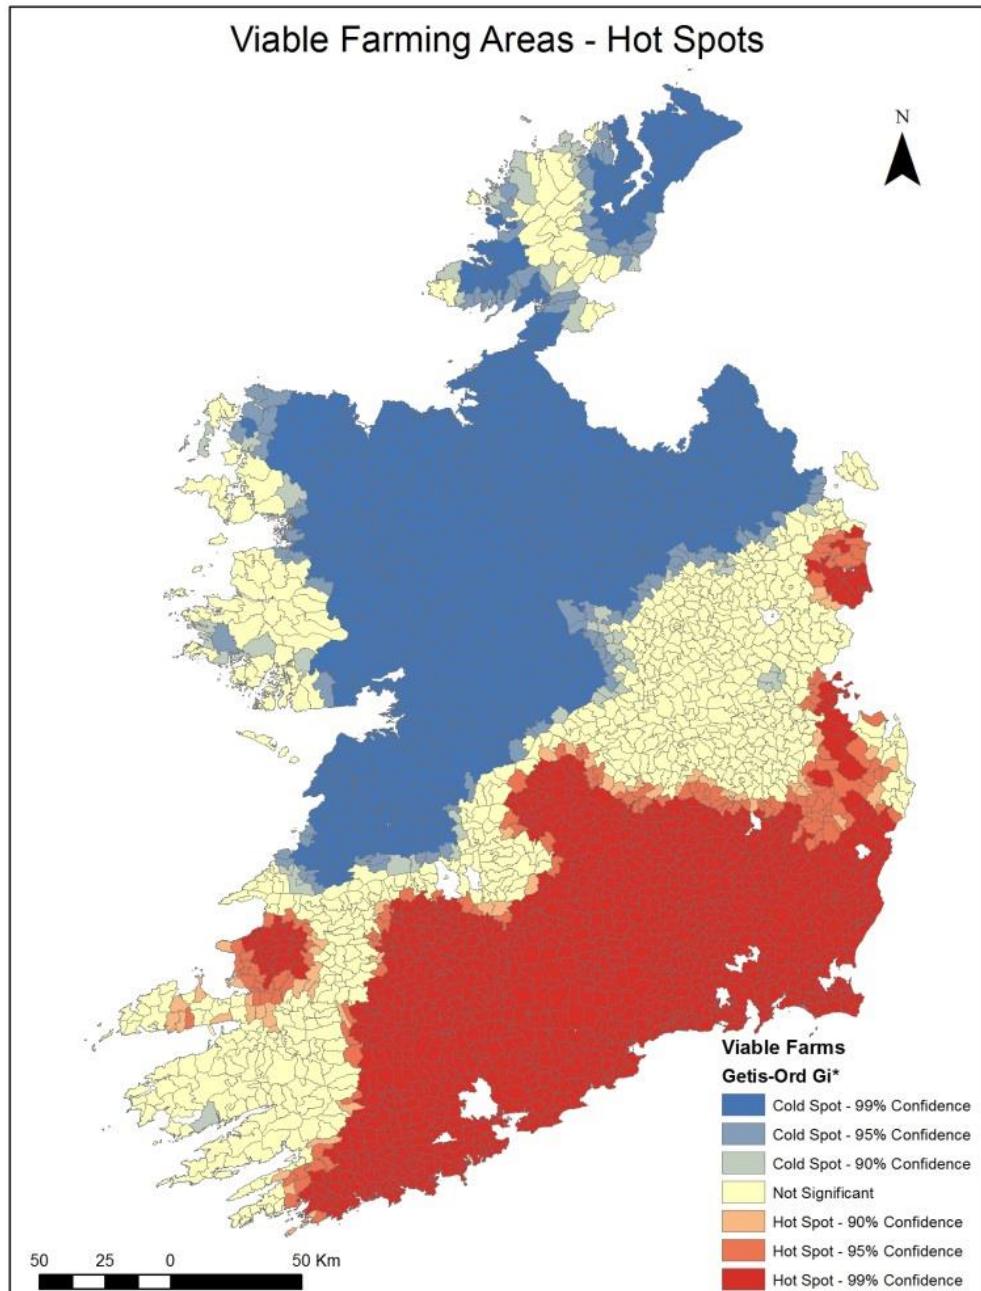 Viable Farming Areas - Hot Spots
N
Viable Farms
Getis-Ord Gi*
Cold Spot - 99% Confidence
Cold Spot - 95% Confidence
Cold Spot - 90% Confidence
Not Significant
Hot Spot - 90% Confidence
Hot Spot - 95% Confidence
Hot Spot - 99% Confidence
50 25 0 50 Km